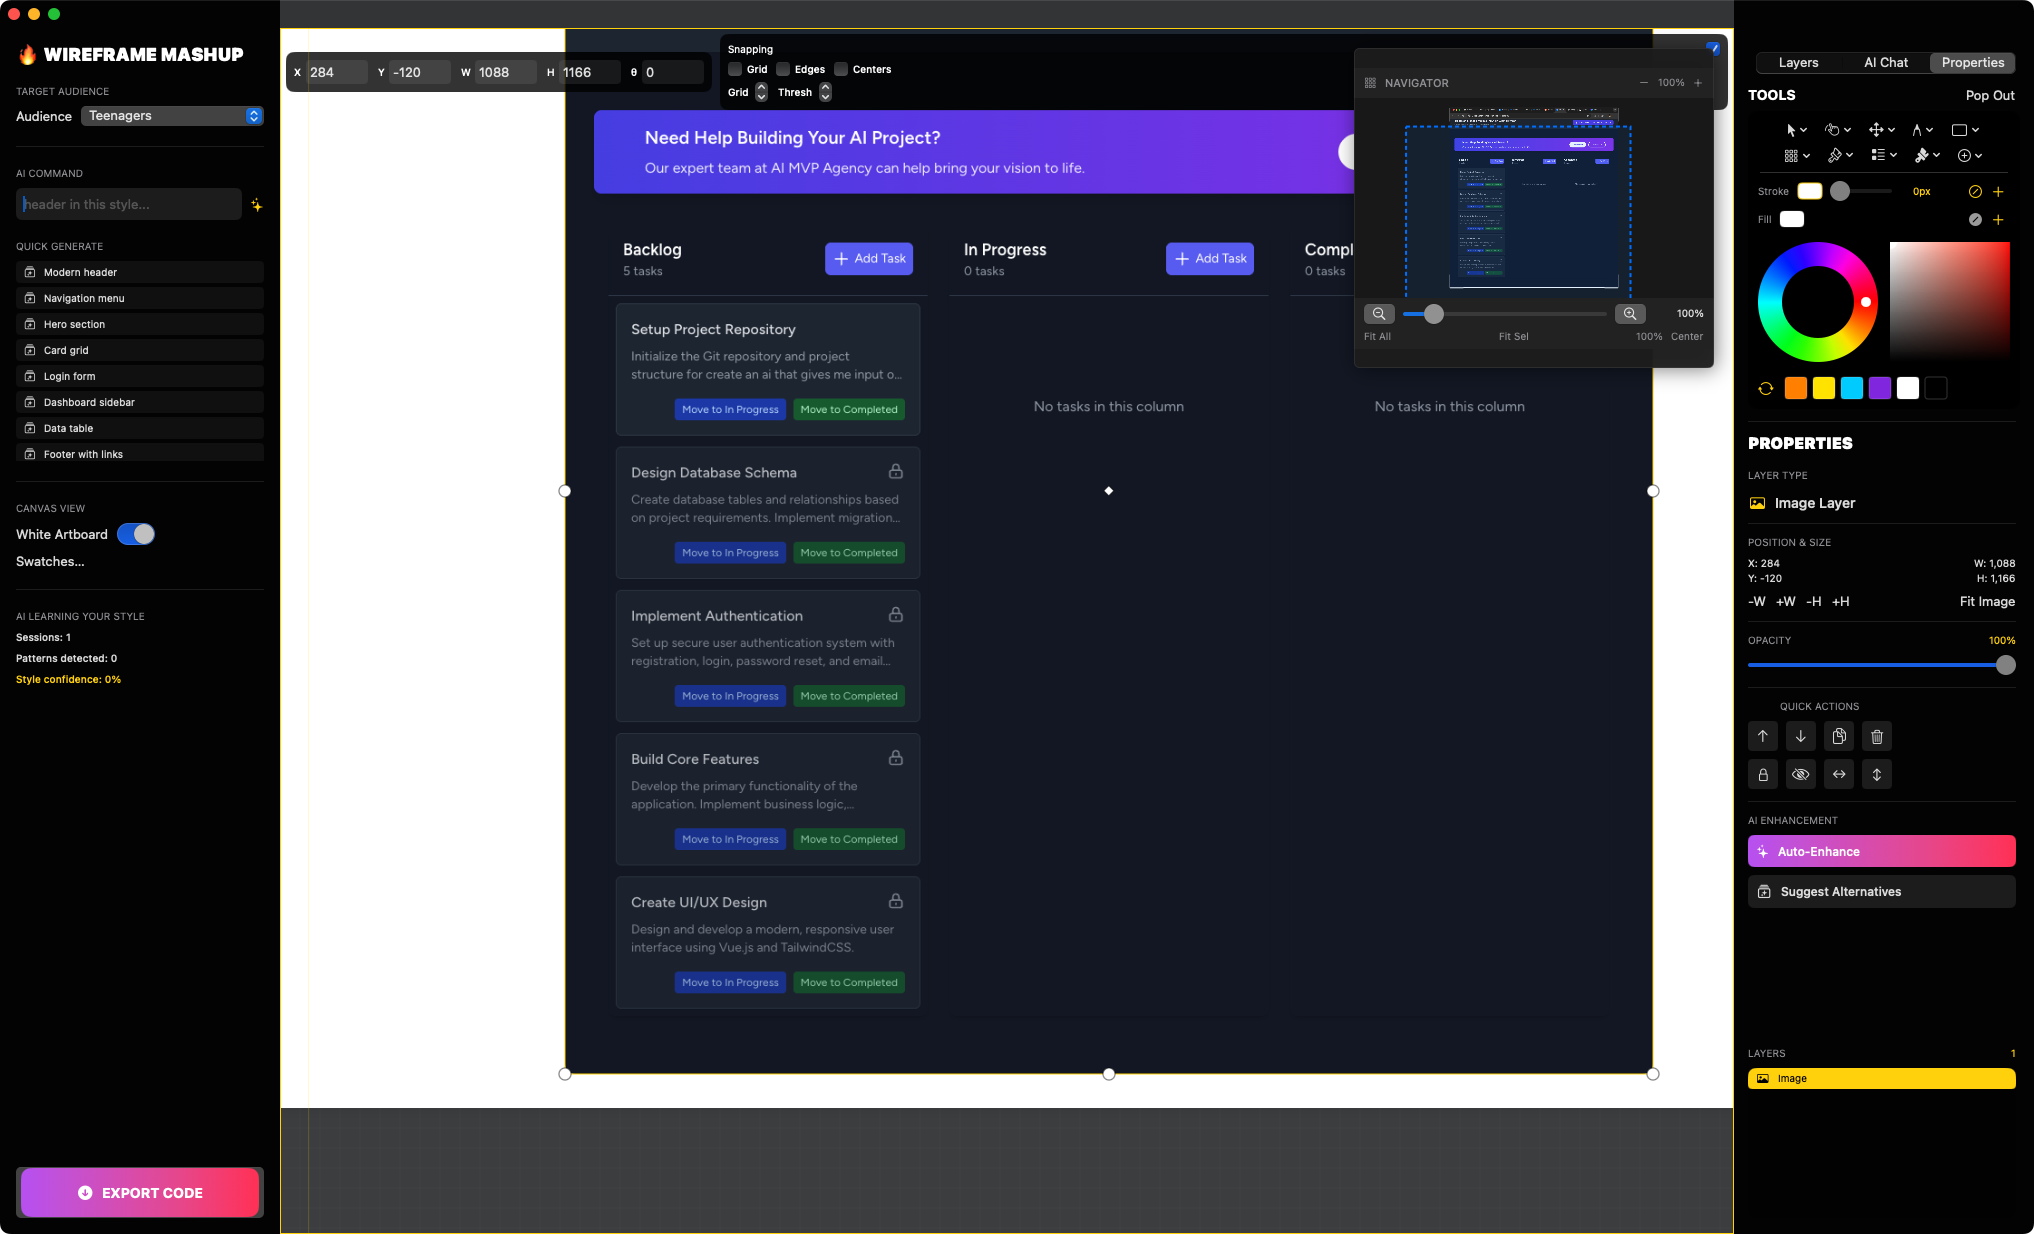 WIREFRAME MASHUP
TARGET AUDIENCE
Audience Teenagers
AI COMMAND
header in this style...
QUICK GENERATE
Modern header
Navigation menu
Hero section
Card grid
Login form
Dashboard sidebar
Data table
Footer with links
CANVAS VIEW
White Artboard
Swatches...
AI LEARNING YOUR STYLE
Sessions: 1
Patterns detected: 0
Style confidence: 0%
EXPORT CODE
X 284 Y -120 W 1088 H 1166 θ 0
Snapping
Grid Edges Centers
Grid Thresh
Need Help Building Your AI Project?
Our expert team at AI MVP Agency can help bring your vision to life.
Backlog
5 tasks
Add Task
In Progress
0 tasks
Add Task
Compl
0 tasks
Setup Project Repository
Initialize the Git repository and project
structure for create an ai that gives me input o...
Move to In Progress Move to Completed
Design Database Schema
Create database tables and relationships based
on project requirements. Implement migration...
Move to In Progress Move to Completed
Implement Authentication
Set up secure user authentication system with
registration, login, password reset, and email...
Move to In Progress Move to Completed
Build Core Features
Develop the primary functionality of the
application. Implement business logic,...
Move to In Progress Move to Completed
Create UI/UX Design
Design and develop a modern, responsive user
interface using Vue.js and TailwindCSS.
Move to In Progress Move to Completed
No tasks in this column
No tasks in this column
NAVIGATOR
100%
100%
Fit All Fit Sel 100% Center
Layers AI Chat Properties
TOOLS Pop Out
Stroke 0px
Fill
PROPERTIES
LAYER TYPE
Image Layer
POSITION & SIZE
X: 284 W: 1,088
Y: -120 H: 1,166
-W +W -H +H Fit Image
OPACITY 100%
QUICK ACTIONS
AI ENHANCEMENT
Auto-Enhance
Suggest Alternatives
LAYERS 1
Image